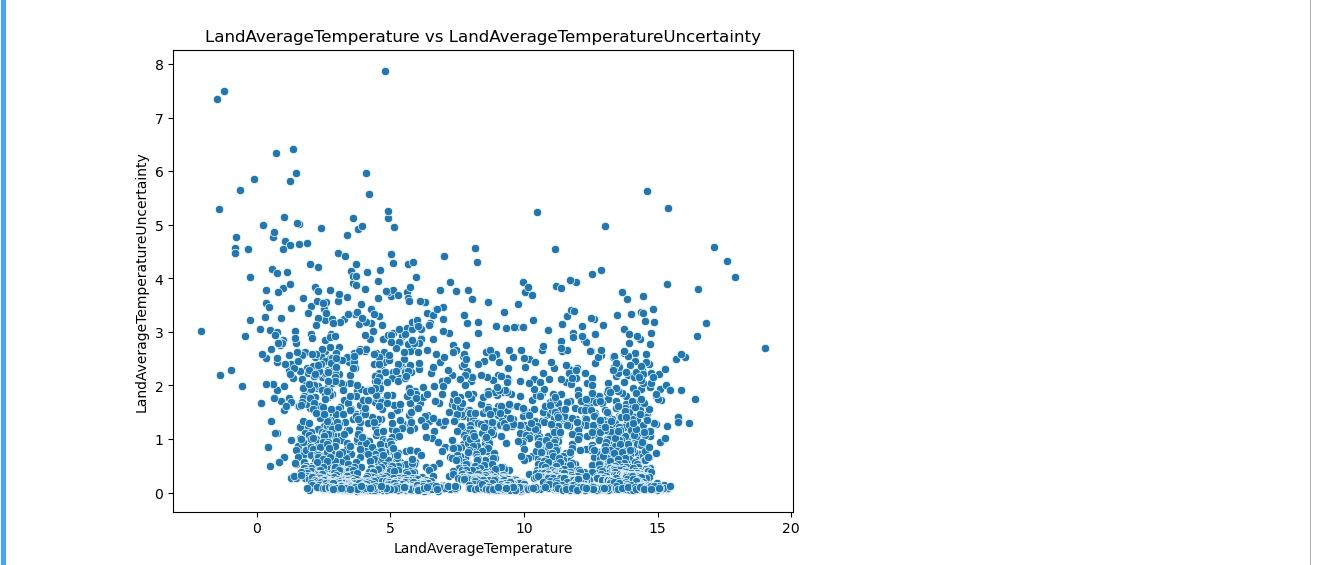 LandAverageTemperature vs LandAverageTemperatureUncertainty
8
7
6
5
4
3
2
1
0
LandAverageTemperatureUncertainty
0 5 10 15 20
LandAverageTemperature